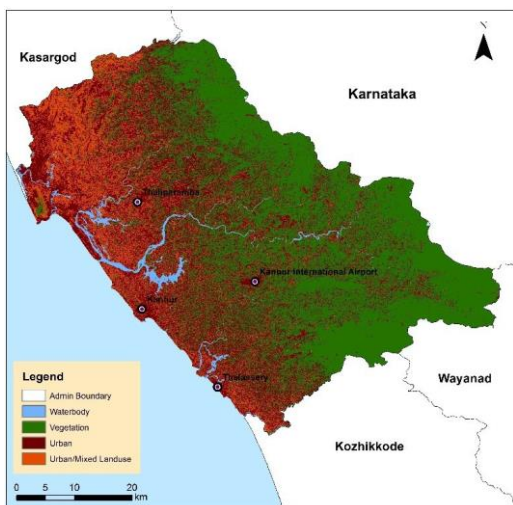 N
Kasargod
Karnataka
Thaliparamba
Kannur International Airport
Kannur
Thalassery
Wayanad
Kozhikkode
Legend
Admin Boundary
Waterbody
Vegetation
Urban
Urban/Mixed Landuse
0 5 10 20
km